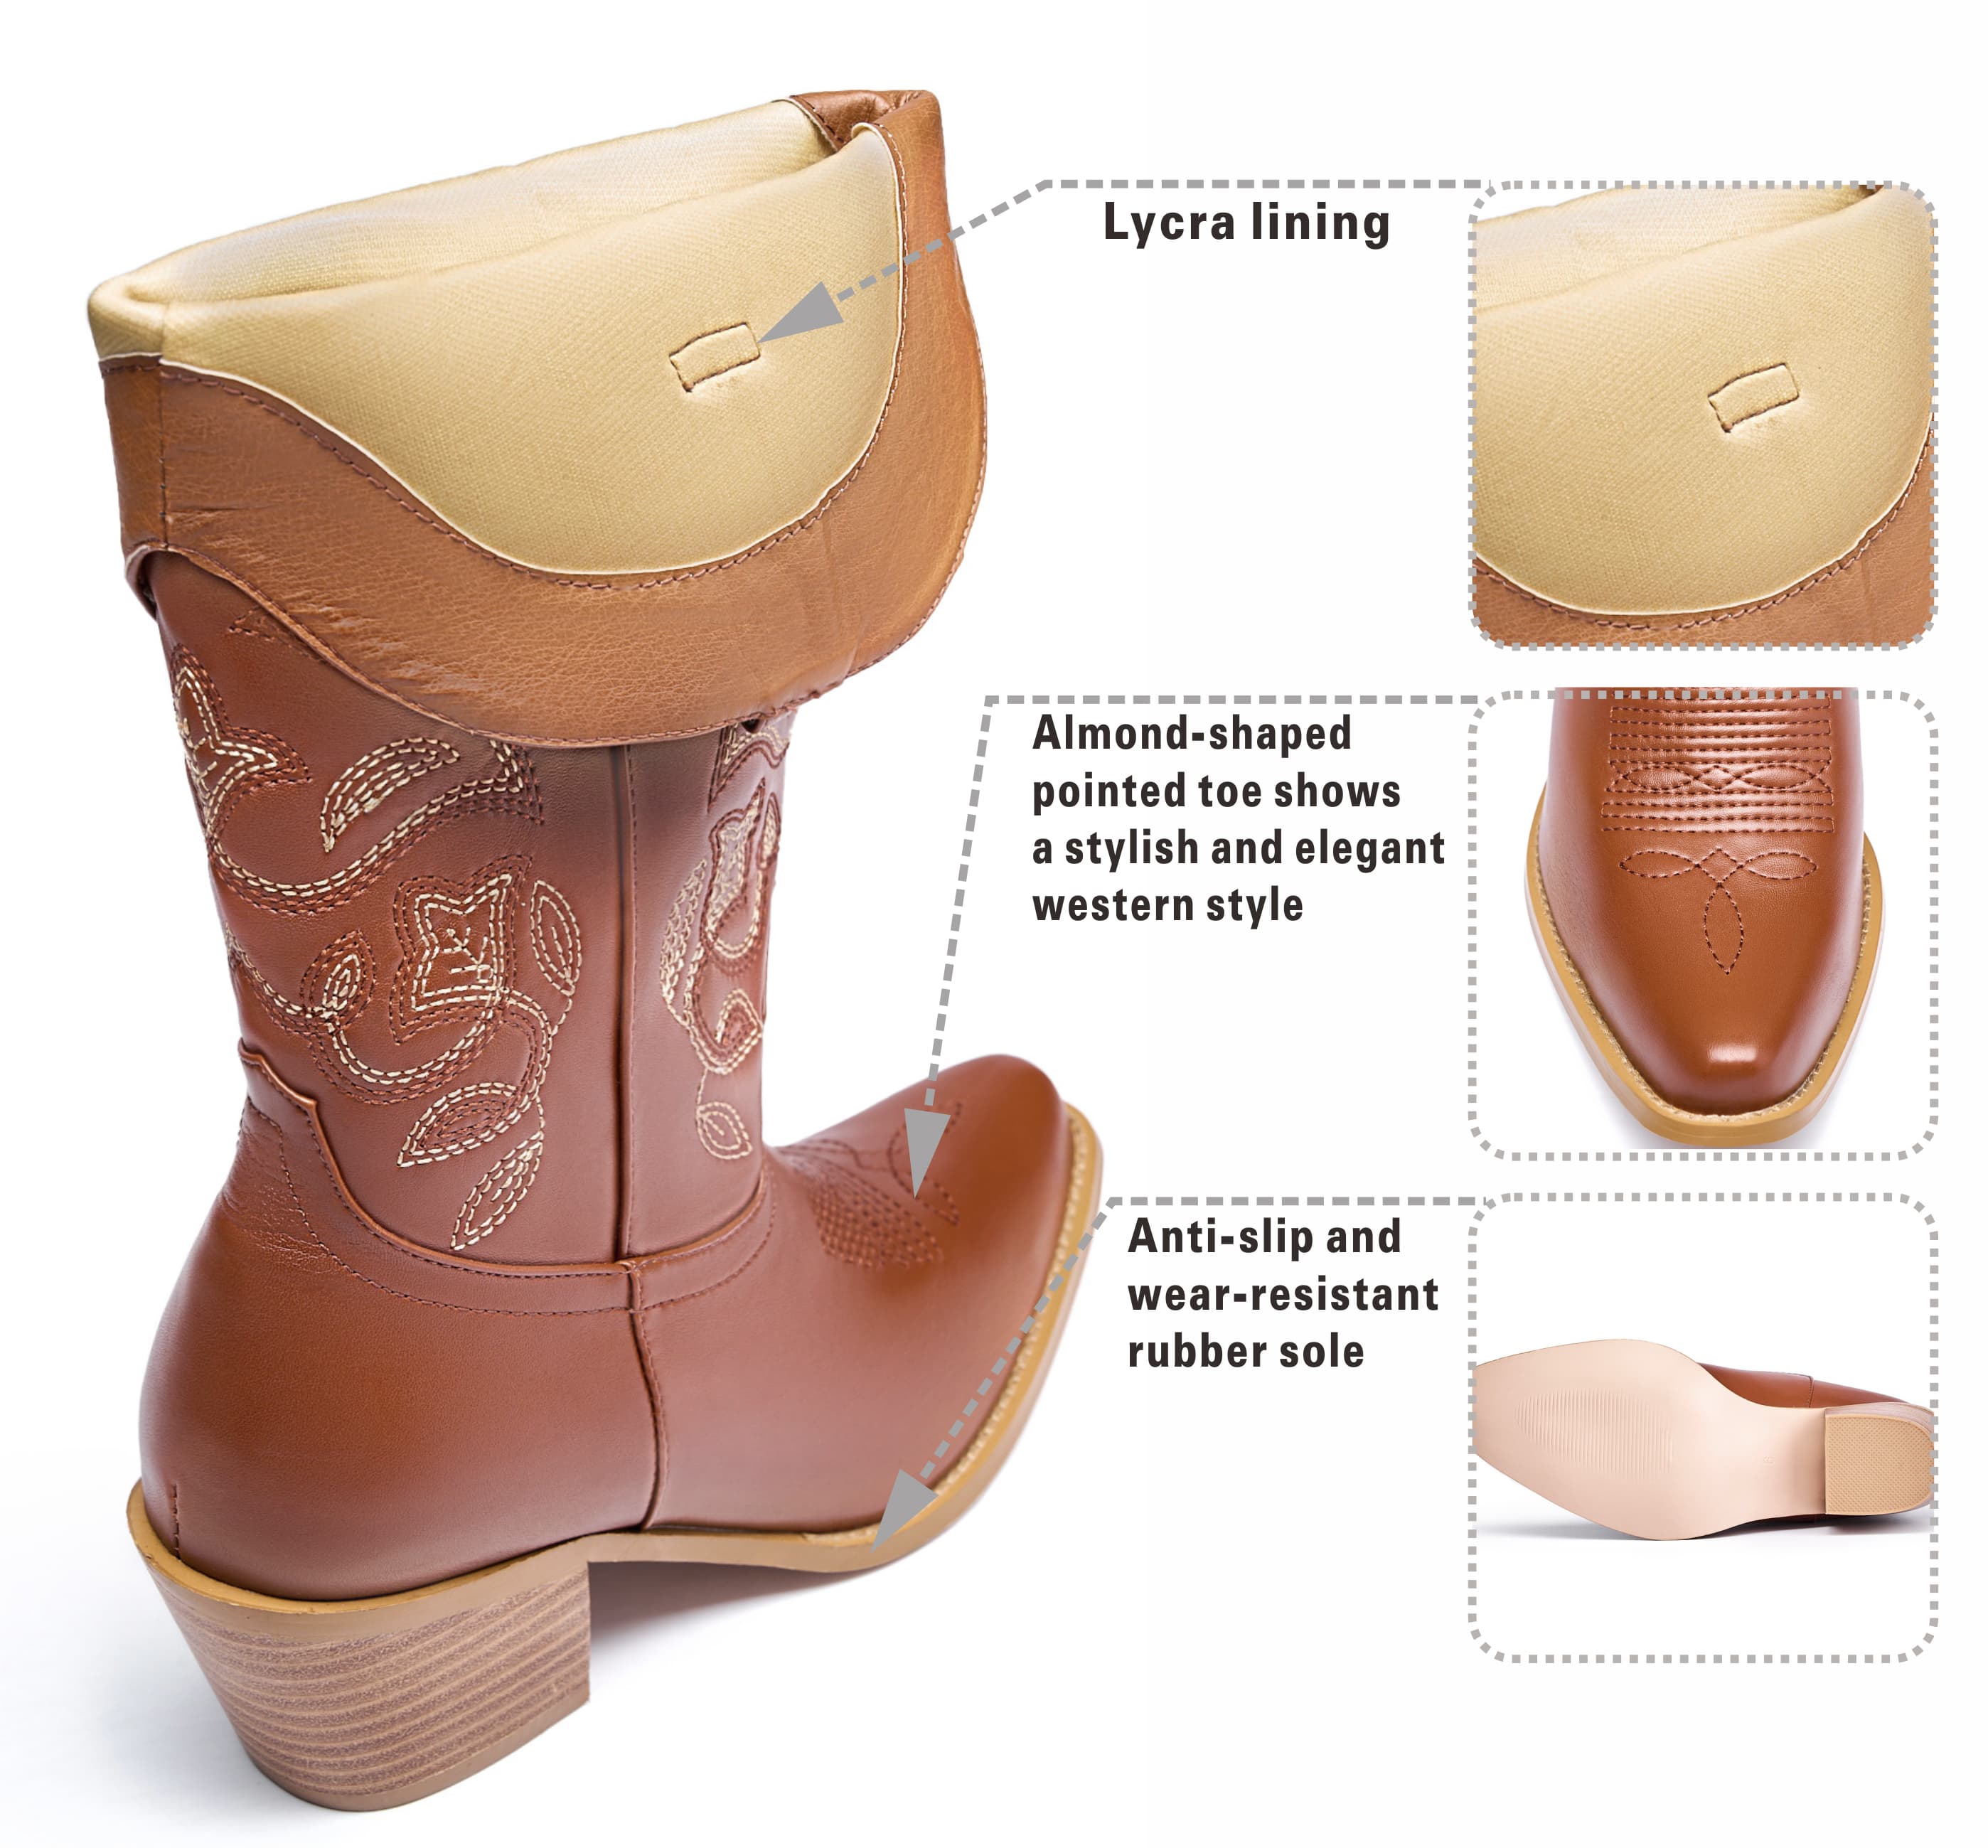 Lycra lining
Almond-shaped
pointed toe shows
a stylish and elegant
western style
Anti-slip and
wear-resistant
rubber sole